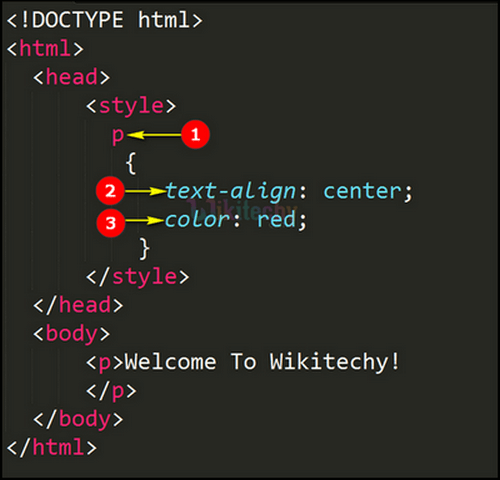 <!DOCTYPE html>
<html>
<head>
<style>
p 1
{
2 text-align: center;
3 color: red;
}
</style>
</head>
<body>
<p>Welcome To Wikitechy!
</p>
</body>
</html>
Wikitechy